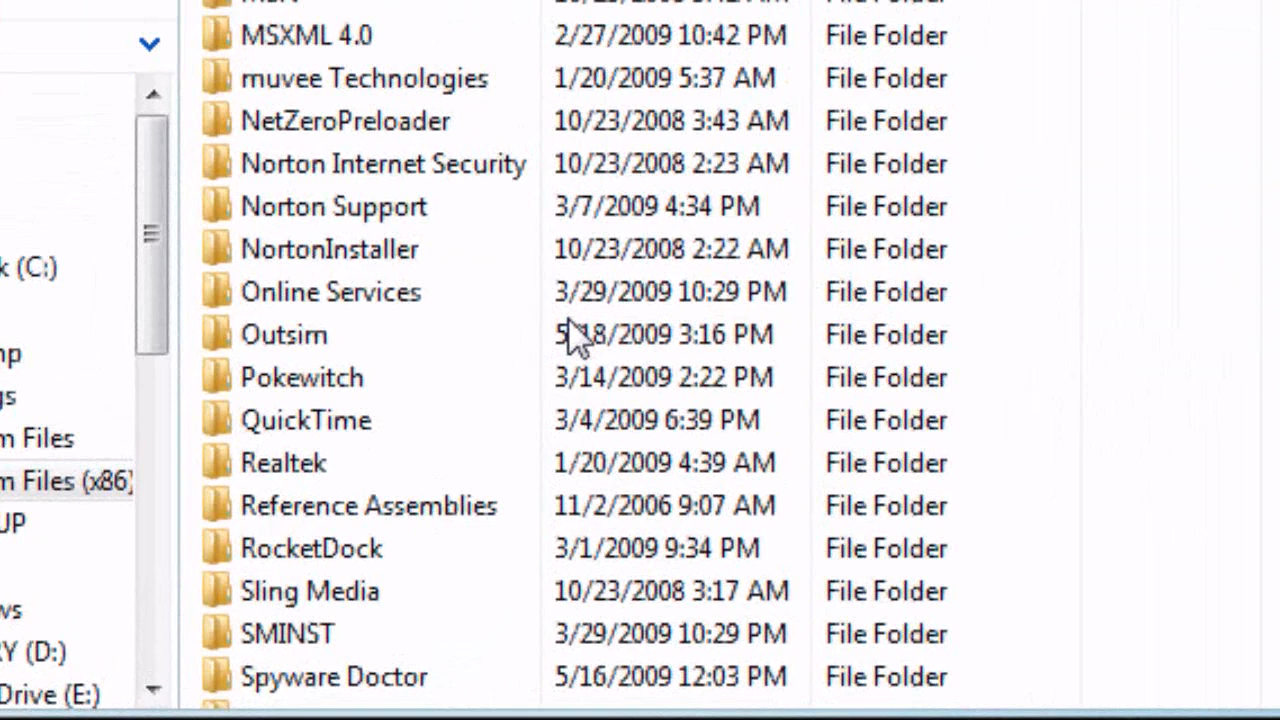 MSXML 4.0 2/27/2009 10:42 PM File Folder
muvee Technologies 1/20/2009 5:37 AM File Folder
NetZeroPreloader 10/23/2008 3:43 AM File Folder
Norton Internet Security 10/23/2008 2:23 AM File Folder
Norton Support 3/7/2009 4:34 PM File Folder
NortonInstaller 10/23/2008 2:22 AM File Folder
k (C:)
Online Services 3/29/2009 10:29 PM File Folder
Outsim 5/18/2009 3:16 PM File Folder
mp
Pokewitch 3/14/2009 2:22 PM File Folder
gs
QuickTime 3/4/2009 6:39 PM File Folder
m Files
Realtek 1/20/2009 4:39 AM File Folder
m Files (x86)
Reference Assemblies 11/2/2006 9:07 AM File Folder
UP
RocketDock 3/1/2009 9:34 PM File Folder
Sling Media 10/23/2008 3:17 AM File Folder
ws
SMINST 3/29/2009 10:29 PM File Folder
RY (D:)
Spyware Doctor 5/16/2009 12:03 PM File Folder
Drive (E:)